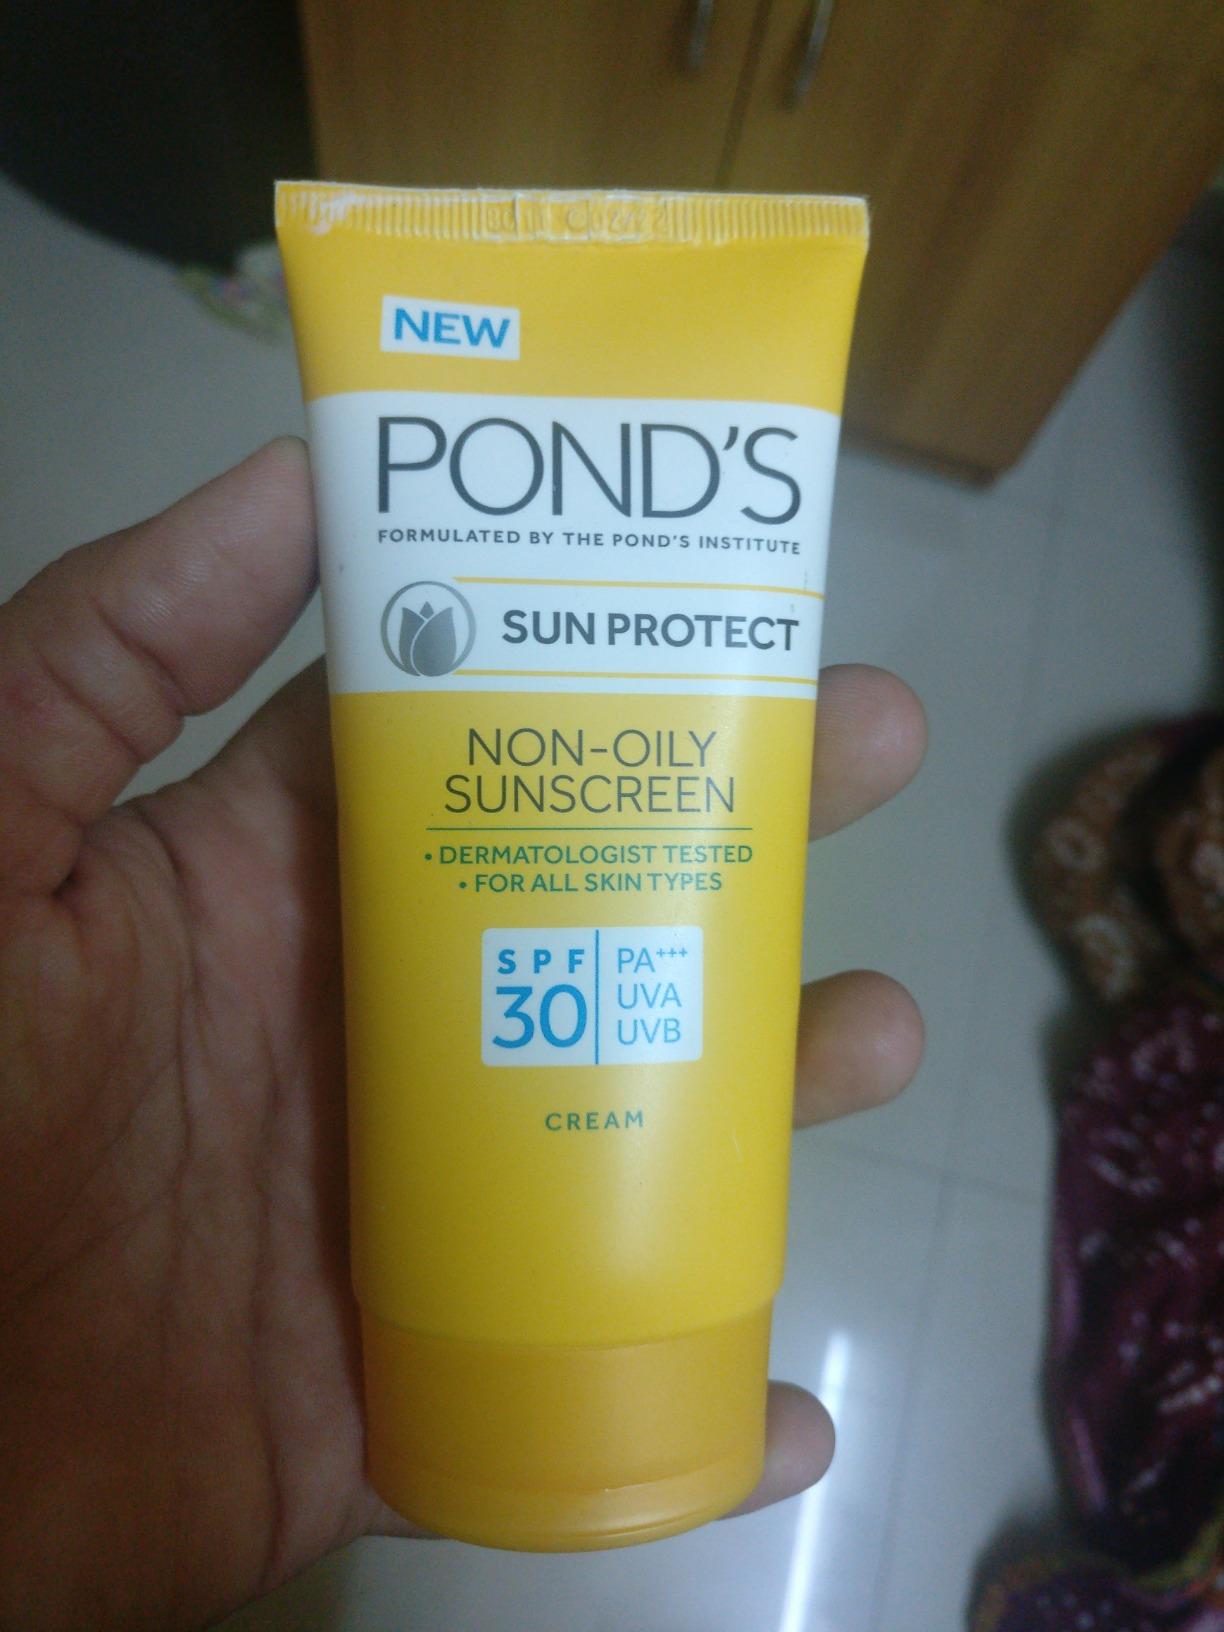 NEW
POND'S
FORMULATED BY THE POND'S INSTITUTE
SUN PROTECT
NON-OILY
SUNSCREEN
• DERMATOLOGIST TESTED
• FOR ALL SKIN TYPES
SPF
30
PA+++
UVA
UVB
CREAM